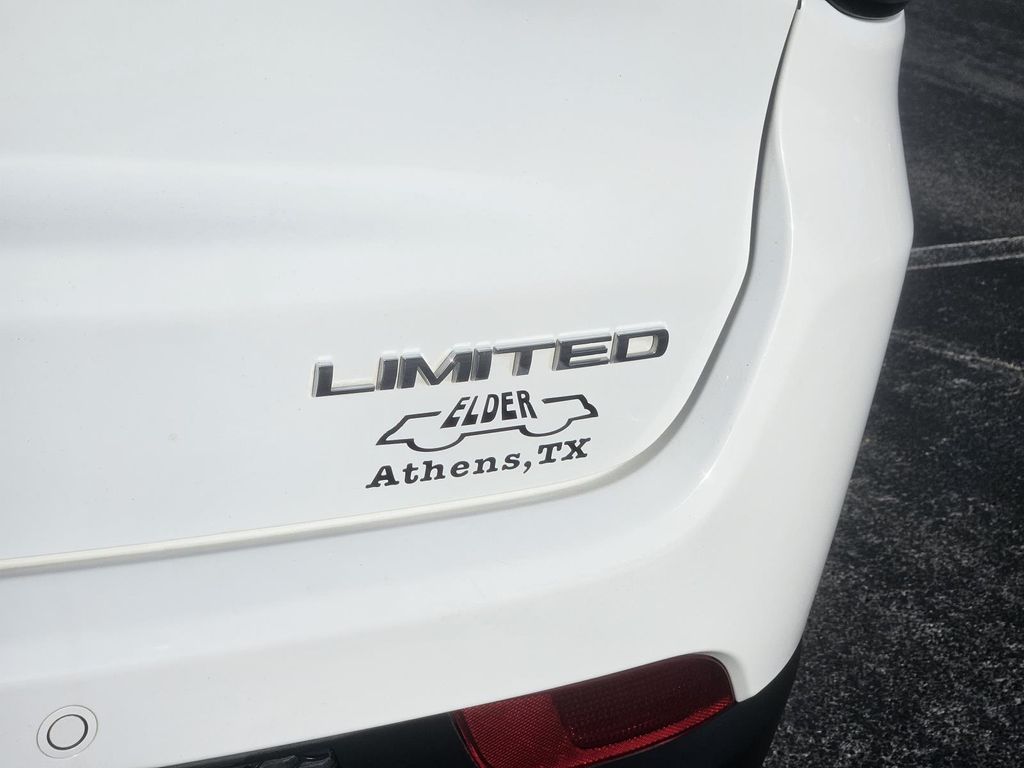 LIMITED
ELDER
Athens, TX